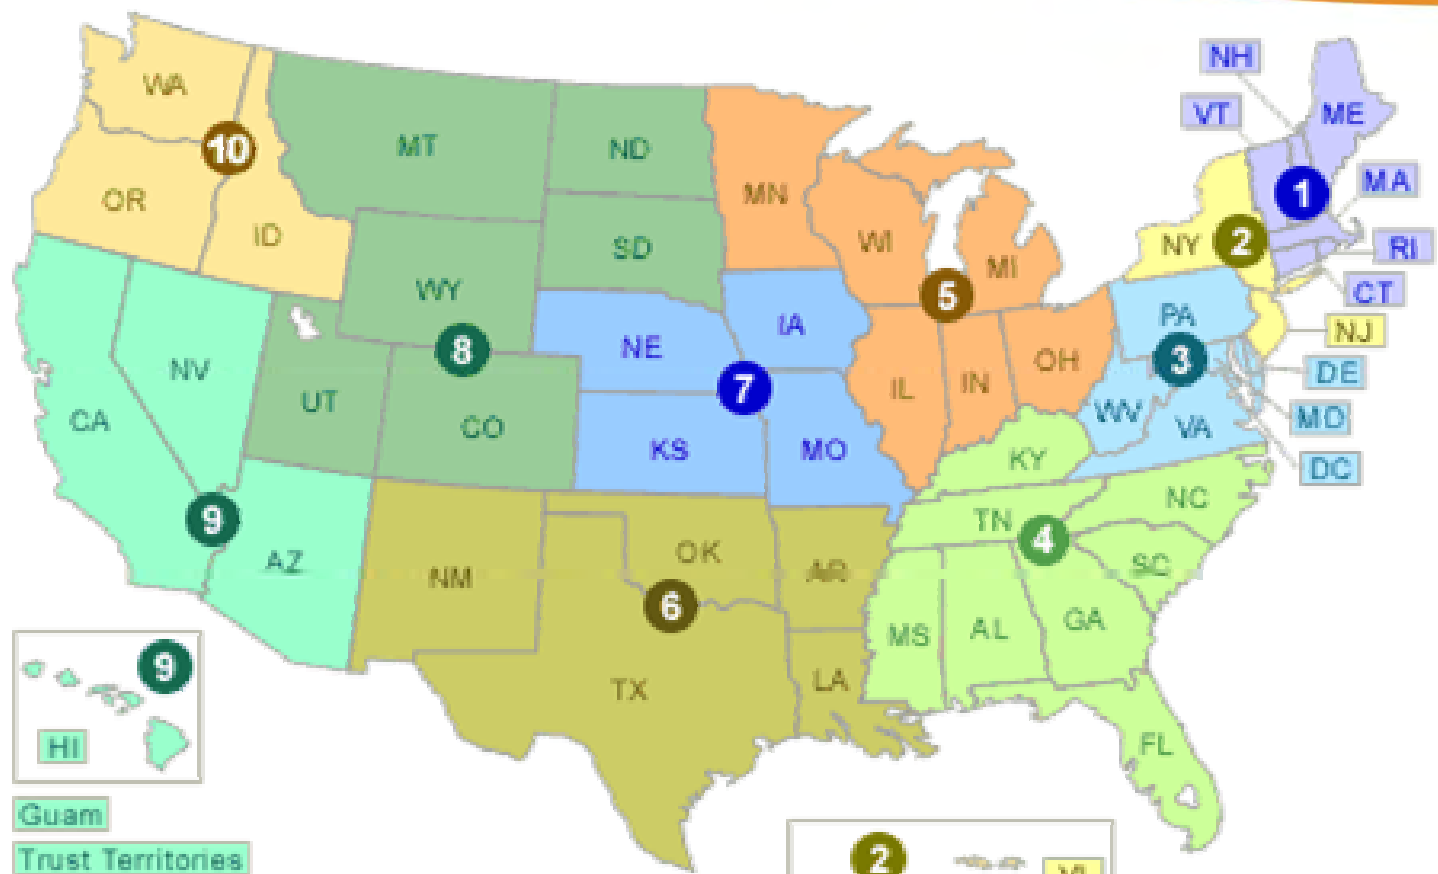 NH
WA
VT
ME
10
MT
ND
MN
1
MA
OR
ID
SD
WI
NY
2
RI
MI
WY
5
CT
IA
PA
NJ
8
NE
3
NV
7
OH
DE
UT
IL
IN
CA
CO
WV
MD
VA
KS
MO
KY
DC
9
TN
NC
4
AZ
OK
NM
AR
SC
6
MS
AL
GA
9
TX
LA
HI
FL
Guam
2
Trust Territories
VI